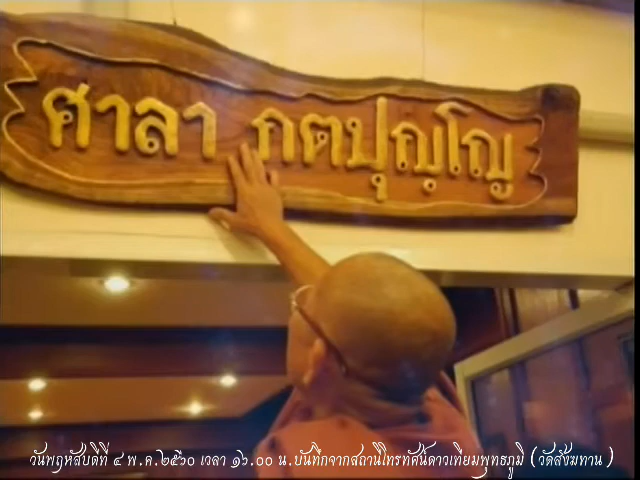 ศาลา กตปุญฺโญ
วันพฤหัสบดีที่ ๔ พ.ค.๒๕๖๐ เวลา ๑๖.๐๐ น.บันทึกจากสถานีโทรทัศน์ดาวเทียมพุทธภูมิ (วัดสังฆทาน)